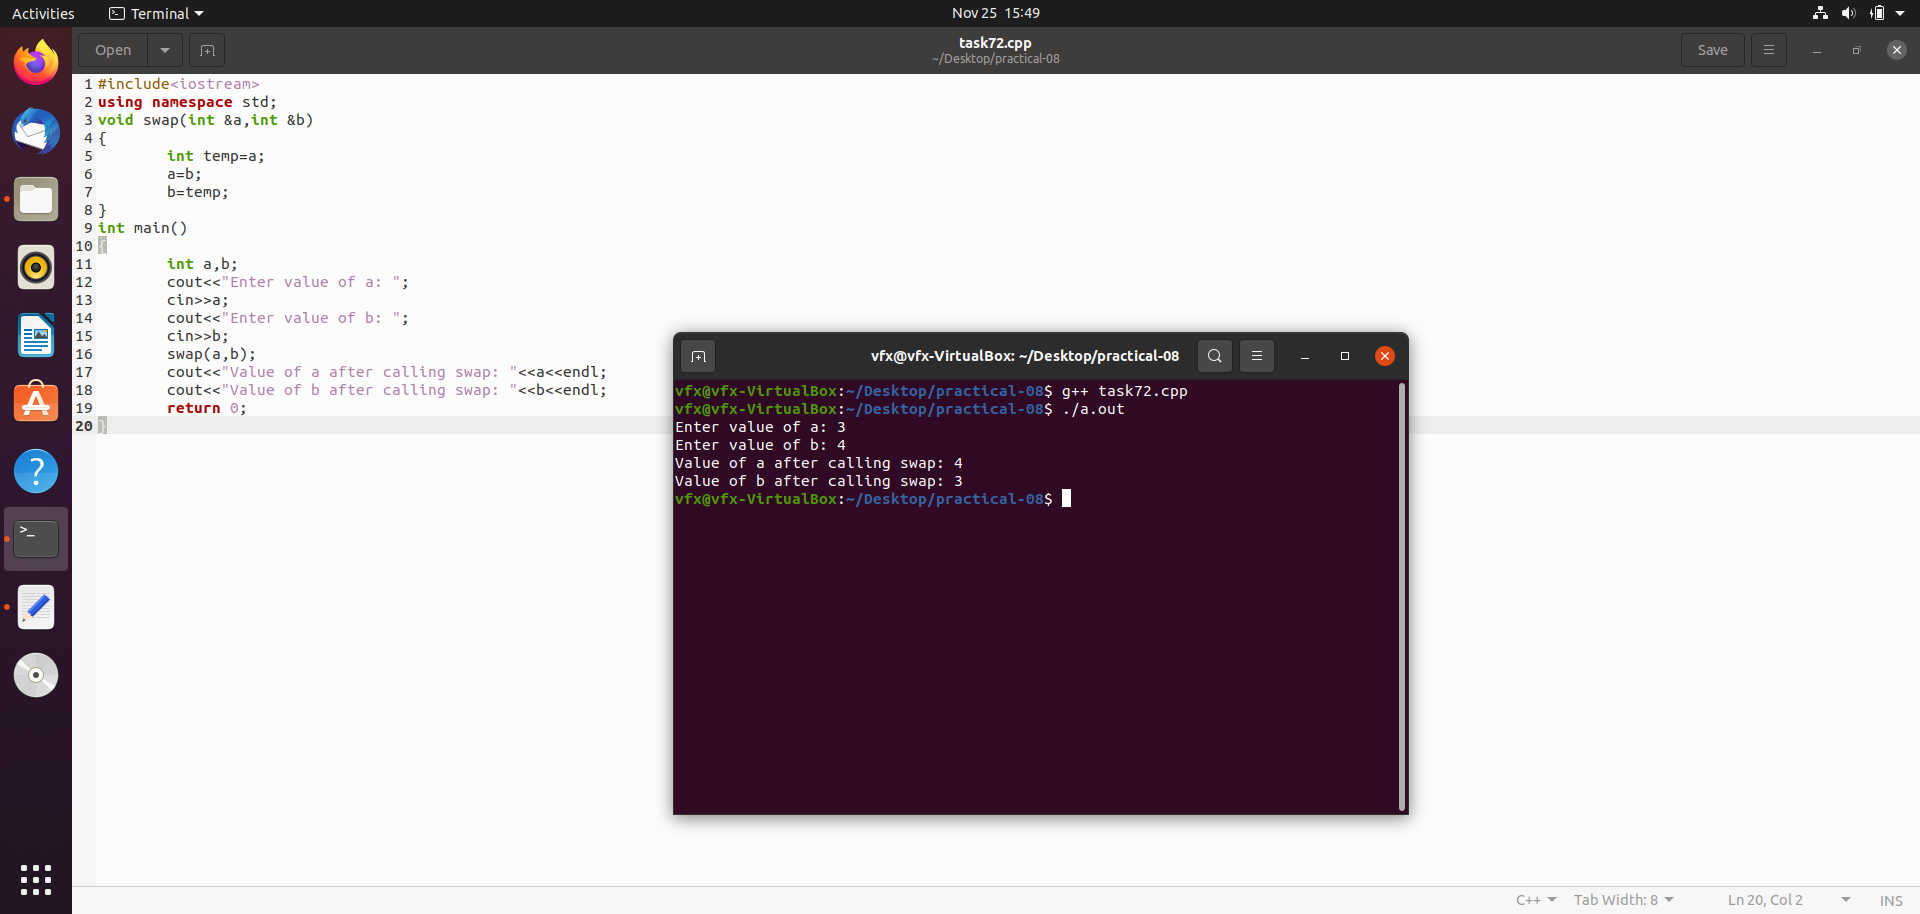 Activities Terminal Nov 25 15:49
Open task72.cpp Save
~/Desktop/practical-08
1 #include<iostream>
2 using namespace std;
3 void swap(int &a,int &b)
4 {
5 int temp=a;
6 a=b;
7 b=temp;
8 }
9 int main()
10 {
11 int a,b;
12 cout<<"Enter value of a: ";
13 cin>>a;
14 cout<<"Enter value of b: ";
15 cin>>b;
16 swap(a,b);
17 cout<<"Value of a after calling swap: "<<a<<endl;
18 cout<<"Value of b after calling swap: "<<b<<endl;
19 return 0;
20 }
vfx@vfx-VirtualBox: ~/Desktop/practical-08
vfx@vfx-VirtualBox:~/Desktop/practical-08$ g++ task72.cpp
vfx@vfx-VirtualBox:~/Desktop/practical-08$ ./a.out
Enter value of a: 3
Enter value of b: 4
Value of a after calling swap: 4
Value of b after calling swap: 3
vfx@vfx-VirtualBox:~/Desktop/practical-08$
C++ Tab Width: 8 Ln 20, Col 2 INS